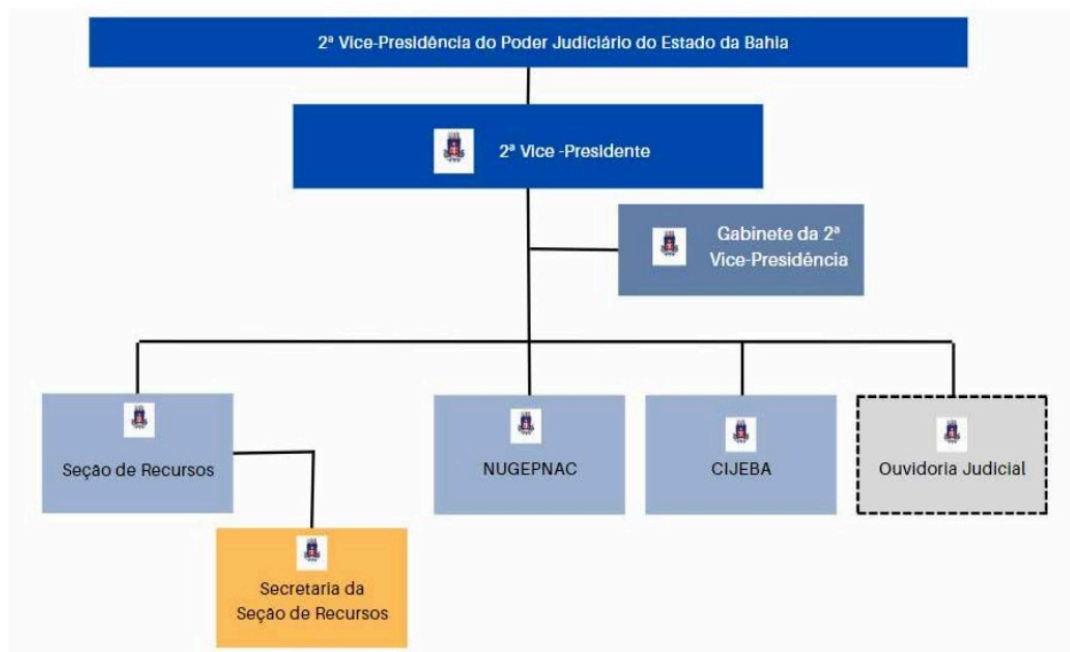 2ª Vice-Presidência do Poder Judiciário do Estado da Bahia
2ª Vice -Presidente
Gabinete da 2ª
Vice-Presidência
Seção de Recursos
NUGEPNAC
CIJEBA
Ouvidoria Judicial
Secretaria da
Seção de Recursos